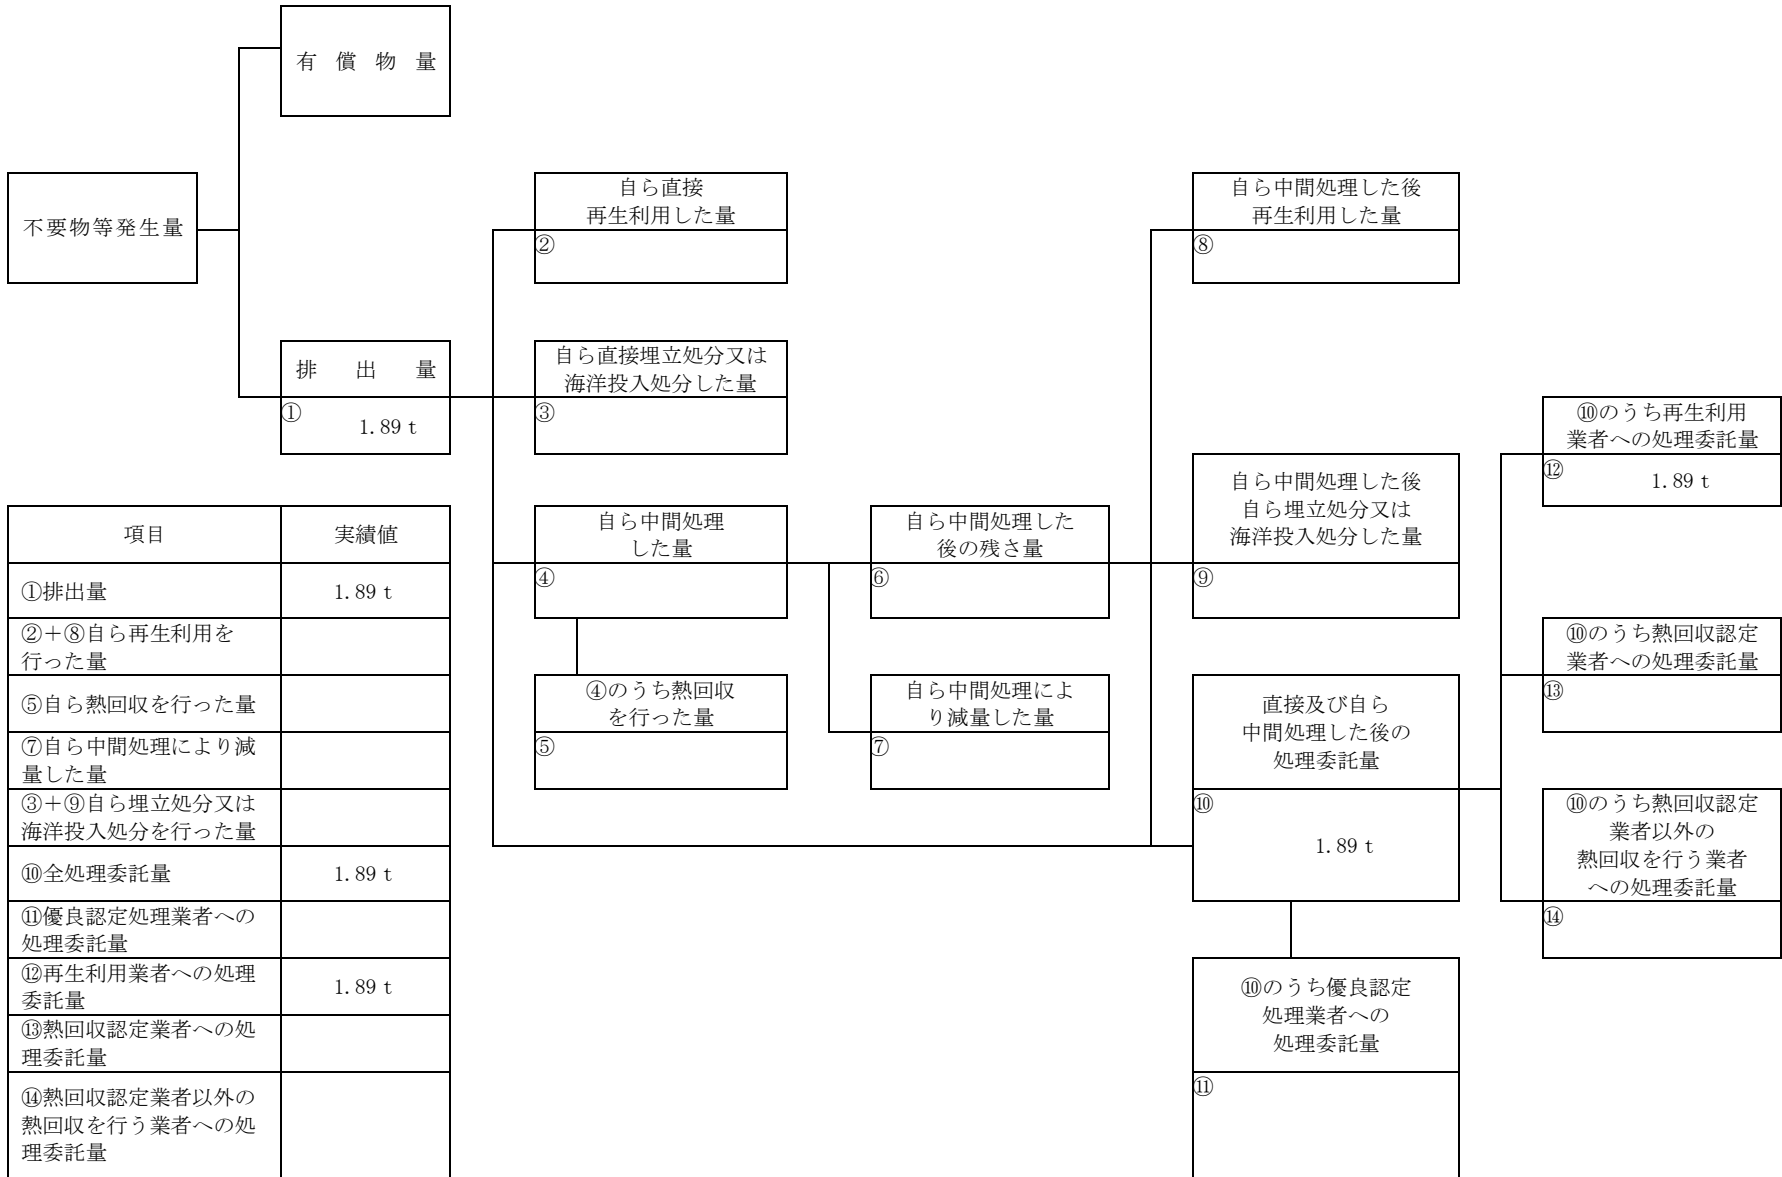 有償物量
不要物等発生量
自ら直接
再生利用した量
②
自ら中間処理した後
再生利用した量
⑧
排出量
①
1.89 t
自ら直接埋立処分又は
海洋投入処分した量
③
⑩のうち再生利用
業者への処理委託量
⑫
1.89 t
自ら中間処理
した量
④
自ら中間処理した
後の残さ量
⑥
自ら中間処理した後
自ら埋立処分又は
海洋投入処分した量
⑨
⑩のうち熱回収認定
業者への処理委託量
⑬
④のうち熱回収
を行った量
⑤
自ら中間処理によ
り減量した量
⑦
直接及び自ら
中間処理した後の
処理委託量
⑩
1.89 t
⑩のうち熱回収認定
業者以外の
熱回収を行う業者
への処理委託量
⑭
⑩のうち優良認定
処理業者への
処理委託量
⑪
項目 実績値
①排出量 1.89 t
②＋⑧自ら再生利用を
行った量
⑤自ら熱回収を行った量
⑦自ら中間処理により減
量した量
③＋⑨自ら埋立処分又は
海洋投入処分を行った量
⑩全処理委託量 1.89 t
⑪優良認定処理業者への
処理委託量
⑫再生利用業者への処理
委託量 1.89 t
⑬熱回収認定業者への処
理委託量
⑭熱回収認定業者以外の
熱回収を行う業者への処
理委託量